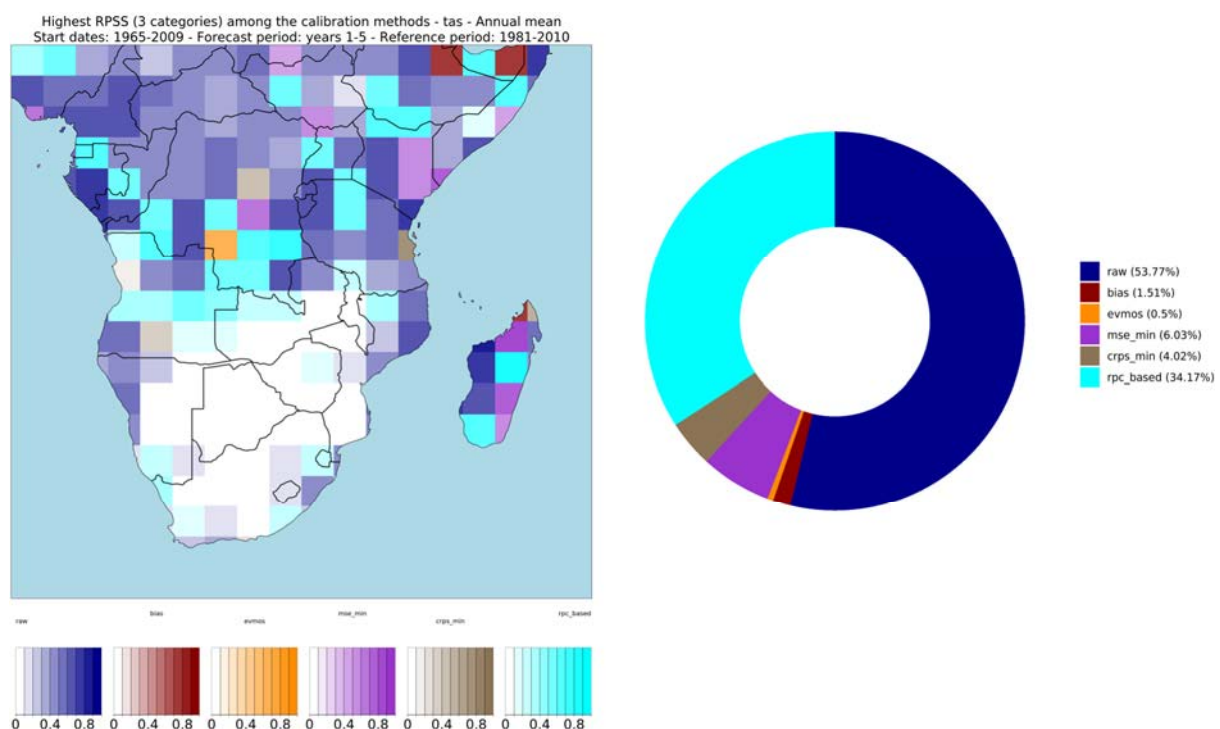 Highest RPSS (3 categories) among the calibration methods - tas - Annual mean
Start dates: 1965-2009 - Forecast period: years 1-5 - Reference period: 1981-2010
raw (53.77%)
bias (1.51%)
evmos (0.5%)
mse_min (6.03%)
crps_min (4.02%)
rpc_based (34.17%)
raw
bias
evmos
mse_min
crps_min
rpc_based
0 0.4 0.8 0 0.4 0.8 0 0.4 0.8 0 0.4 0.8 0 0.4 0.8 0 0.4 0.8